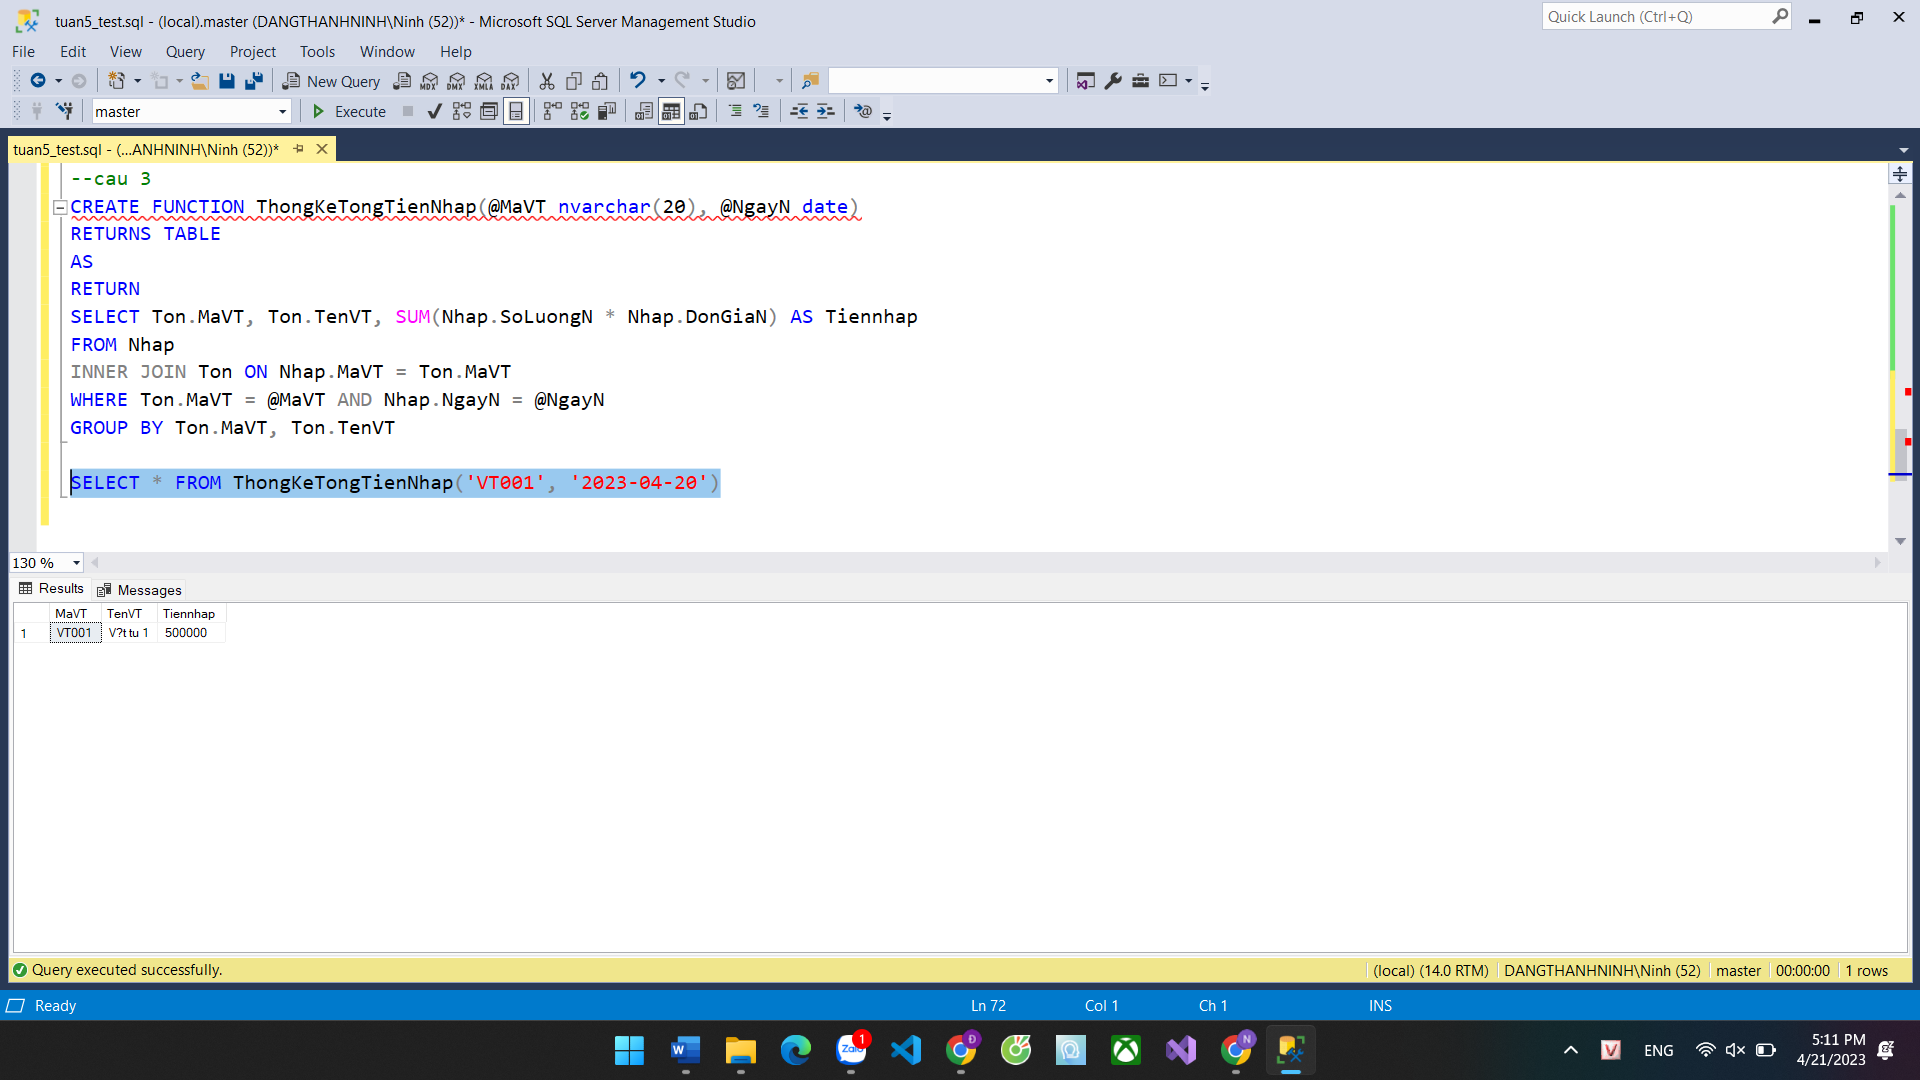 tuan5_test.sql - (local).master (DANGTHANHNINH\Ninh (52))* - Microsoft SQL Server Management Studio
Quick Launch (Ctrl+Q)
File Edit View Query Project Tools Window Help
New Query
MDX DMX XMLA DAX
master
Execute
tuan5_test.sql - (...ANHNINH\Ninh (52))*
--cau 3
CREATE FUNCTION ThongKeTongTienNhap(@MaVT nvarchar(20), @NgayN date)
RETURNS TABLE
AS
RETURN
SELECT Ton.MaVT, Ton.TenVT, SUM(Nhap.SoLuongN * Nhap.DonGiaN) AS Tiennhap
FROM Nhap
INNER JOIN Ton ON Nhap.MaVT = Ton.MaVT
WHERE Ton.MaVT = @MaVT AND Nhap.NgayN = @NgayN
GROUP BY Ton.MaVT, Ton.TenVT
SELECT * FROM ThongKeTongTienNhap('VT001', '2023-04-20')
130 %
Results Messages
MaVT TenVT Tiennhap
1 VT001 V?t tu 1 500000
Query executed successfully.
(local) (14.0 RTM) DANGTHANHNINH\Ninh (52) master 00:00:00 1 rows
Ready
Ln 72 Col 1 Ch 1 INS
Zalo 1 Đ N
V ENG
5:11 PM
4/21/2023